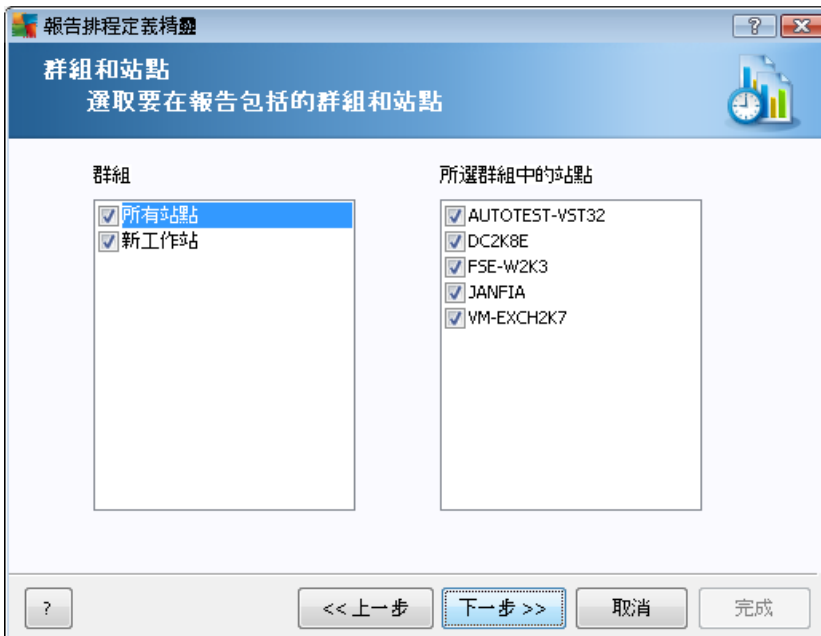 報告排程定義精靈
群組和站點
選取要在報告包括的群組和站點
群組
所有站點
新工作站
所選群組中的站點
AUTOTEST-VST32
DC2K8E
FSE-W2K3
JANFIA
VM-EXCH2K7
?
<< 上一步
下一步 >>
取消
完成